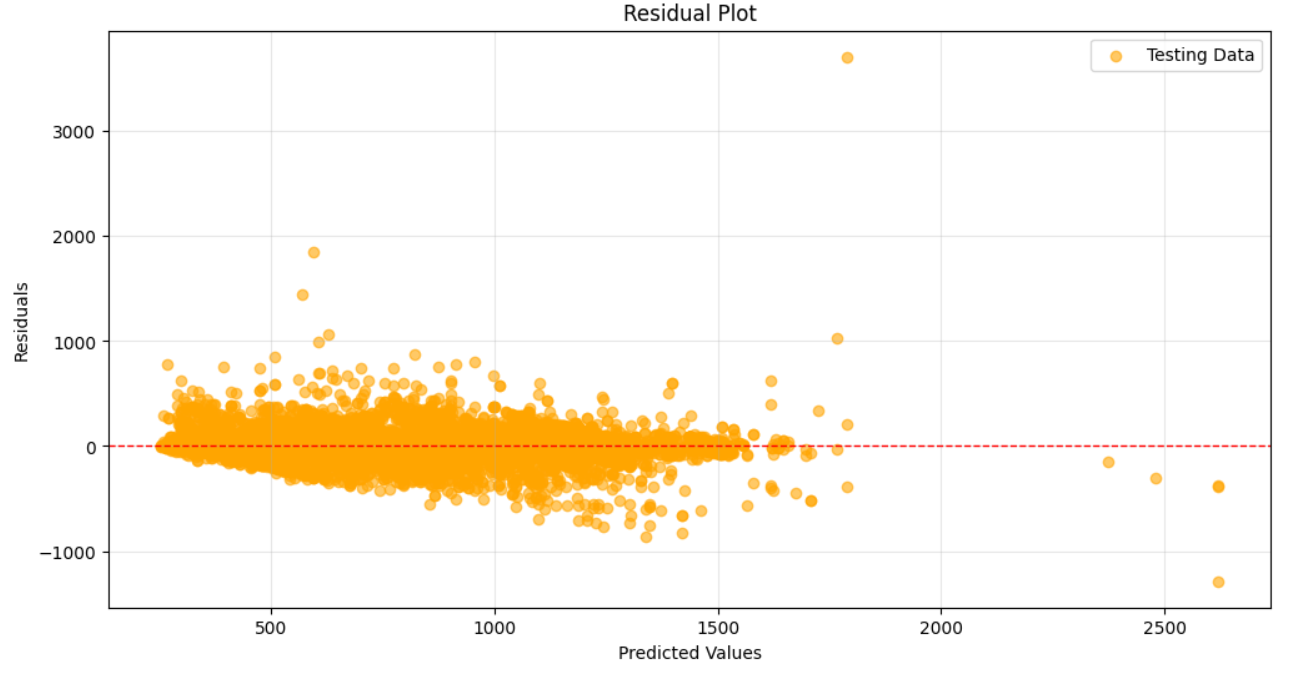 Residual Plot
Testing Data
3000
2000
1000
0
−1000
Residuals
500
1000
1500
2000
2500
Predicted Values